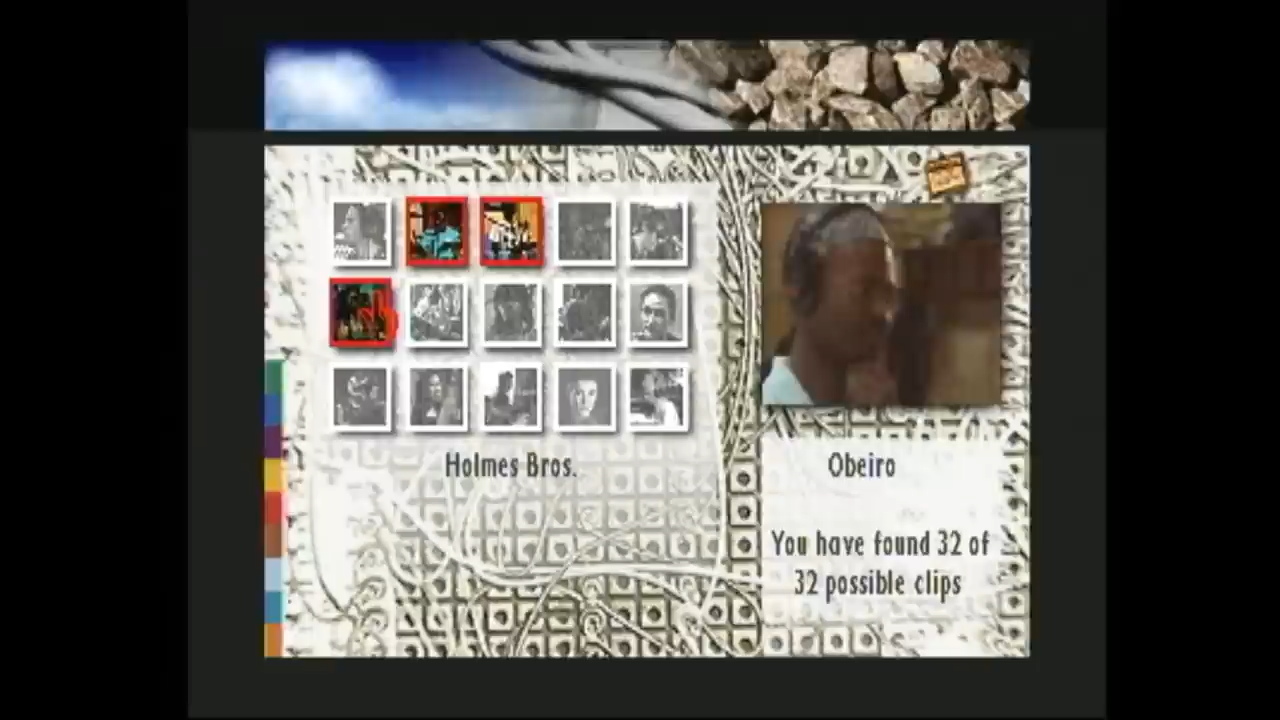 Holmes Bros.
Obeiro
You have found 32 of
32 possible clips